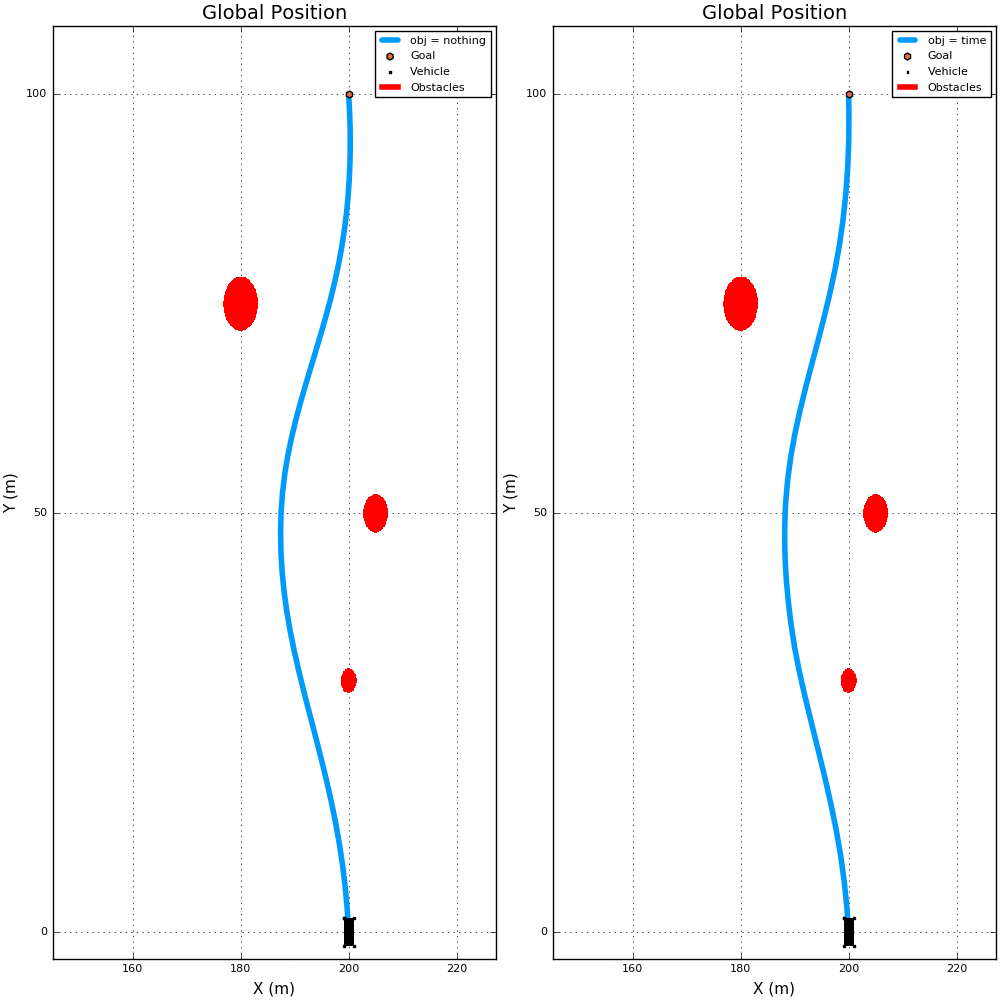 Global Position
obj = nothing
Goal
Vehicle
Obstacles
100
50
0
Y (m)
160
180
200
220
X (m)
Global Position
obj = time
Goal
Vehicle
Obstacles
100
50
0
Y (m)
160
180
200
220
X (m)